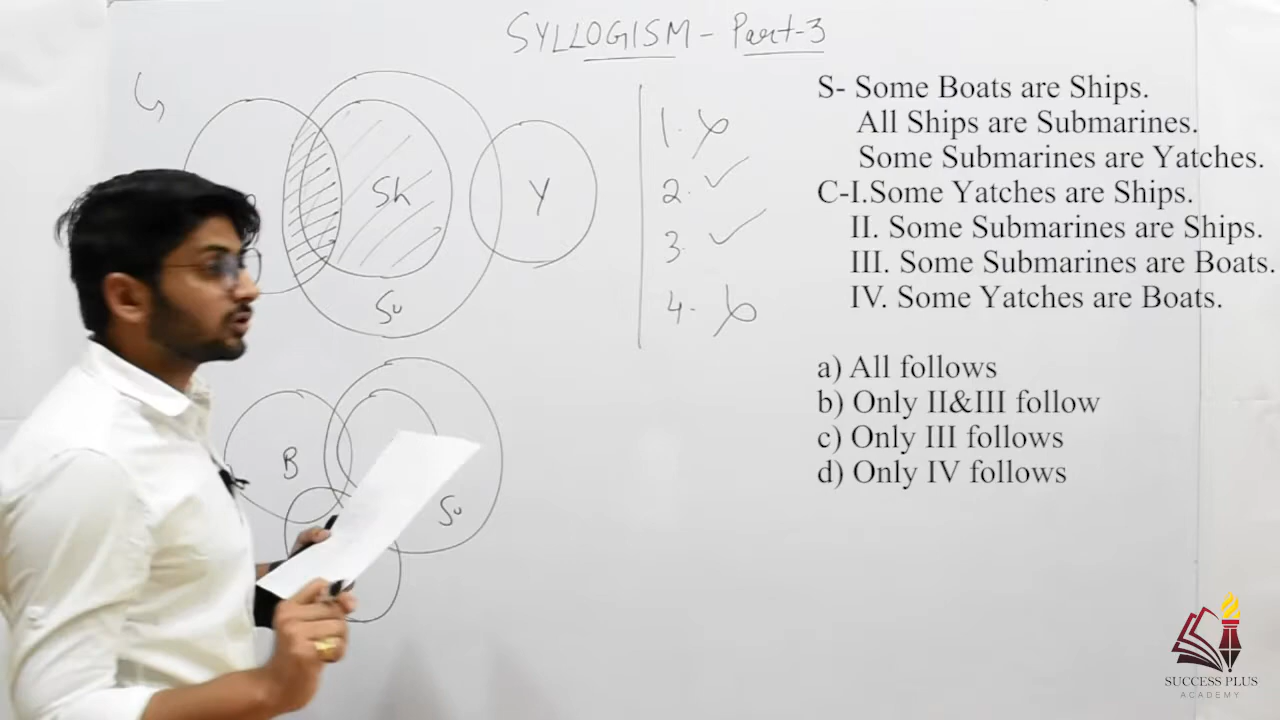 SYLLOGISM - Part-3
Sh
Y
Su
B
Su
1.
2. ✓
3. ✓
4.
S- Some Boats are Ships.
All Ships are Submarines.
Some Submarines are Yatches.
C-I.Some Yatches are Ships.
II. Some Submarines are Ships.
III. Some Submarines are Boats.
IV. Some Yatches are Boats.
a) All follows
b) Only II&III follow
c) Only III follows
d) Only IV follows
SUCCESS PLUS
ACADEMY